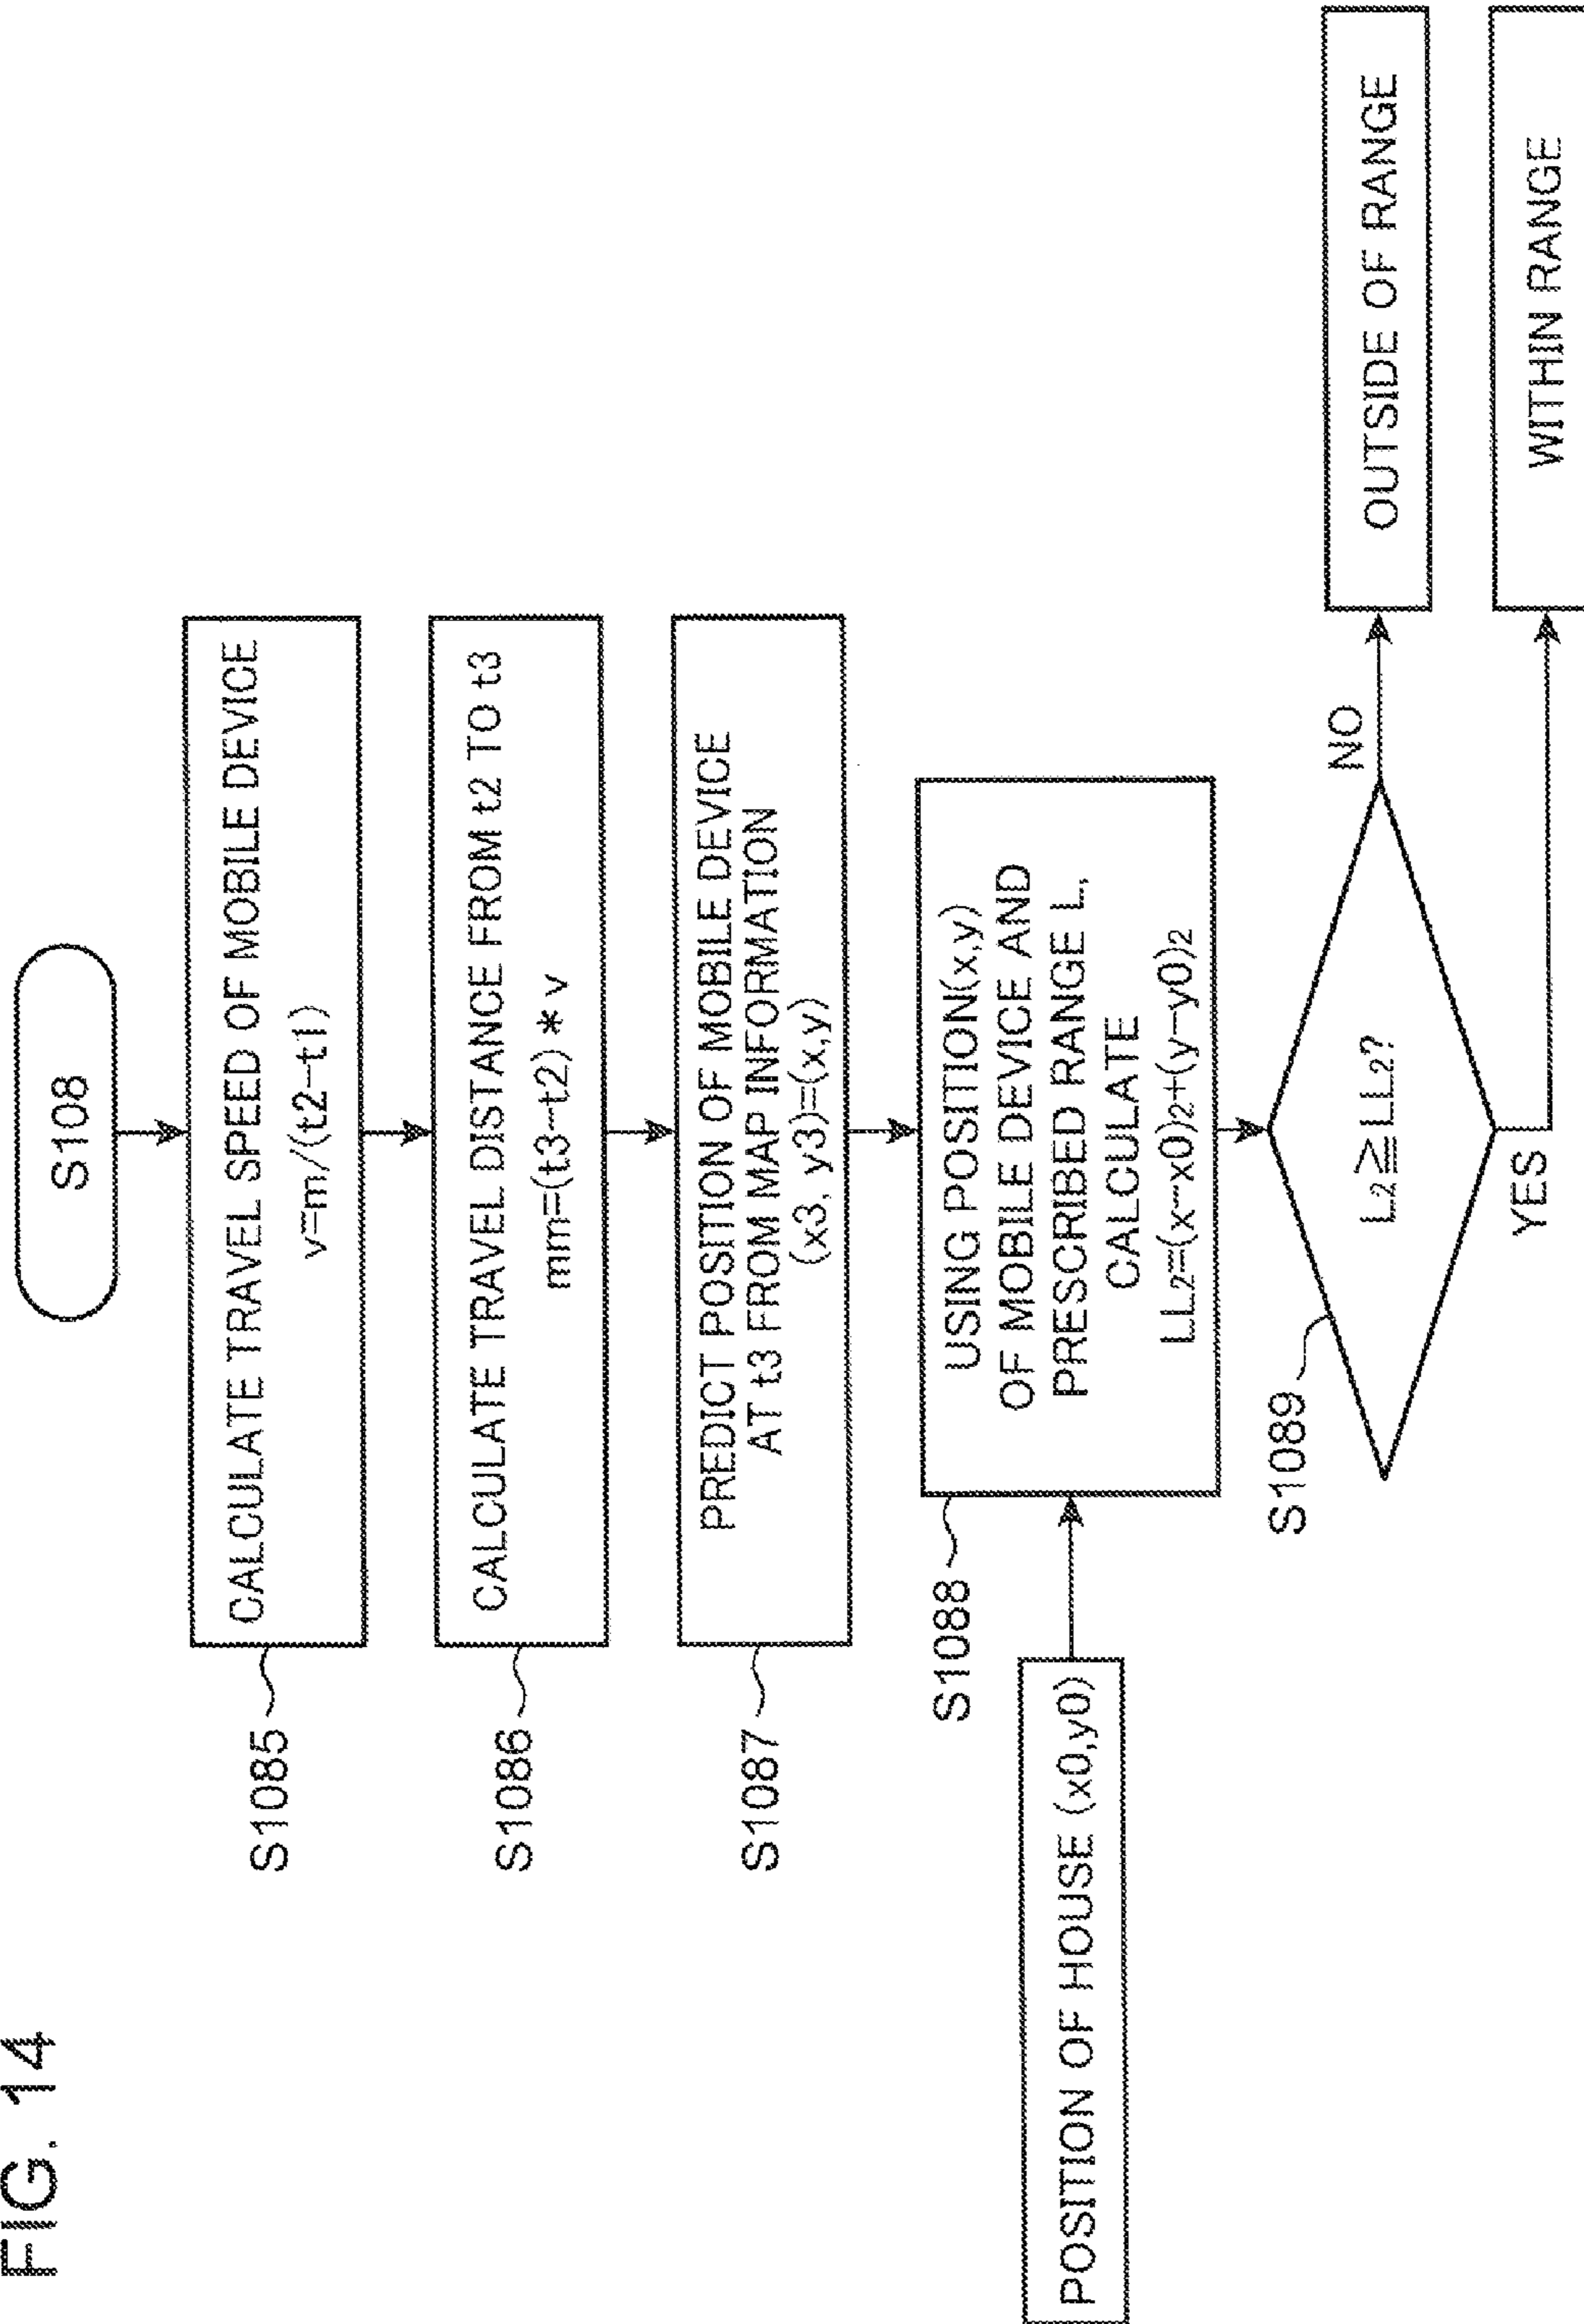 FIG. 14
S108
S1085
CALCULATE TRAVEL SPEED OF MOBILE DEVICE
v=m/(t2-t1)
S1086
CALCULATE TRAVEL DISTANCE FROM t2 TO t3
mm=(t3-t2)*v
S1087
PREDICT POSITION OF MOBILE DEVICE
AT t3 FROM MAP INFORMATION
(x3, y3)=(x,y)
POSITION OF HOUSE (x0,y0)
S1088
USING POSITION(x,y)
OF MOBILE DEVICE AND
PRESCRIBED RANGE L,
CALCULATE
LL2=(x-x0)2+(y-y0)2
S1089
L2≧LL2?
NO
OUTSIDE OF RANGE
YES
WITHIN RANGE